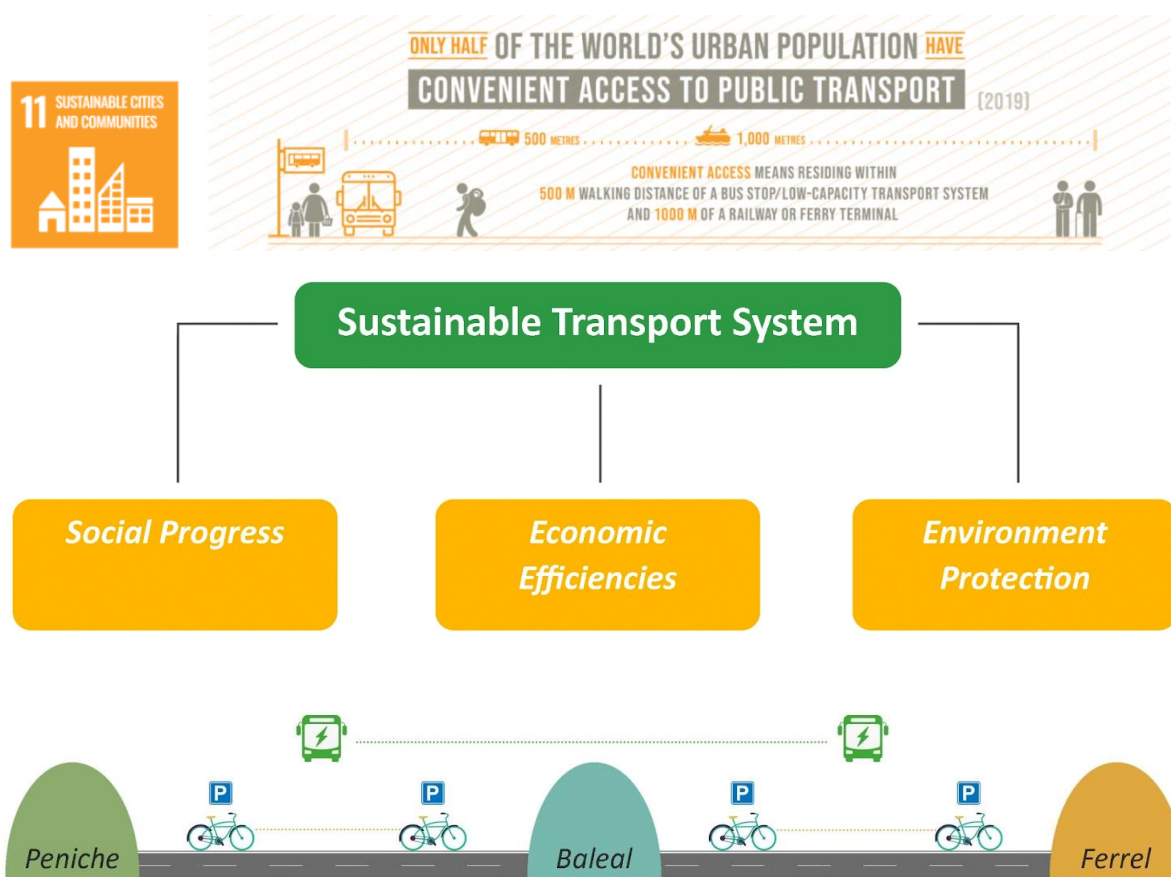 ONLY HALF OF THE WORLD'S URBAN POPULATION HAVE
CONVENIENT ACCESS TO PUBLIC TRANSPORT (2019)
11 SUSTAINABLE CITIES
AND COMMUNITIES
500 METRES 1,000 METRES
CONVENIENT ACCESS MEANS RESIDING WITHIN
500 M WALKING DISTANCE OF A BUS STOP/LOW-CAPACITY TRANSPORT SYSTEM
AND 1000 M OF A RAILWAY OR FERRY TERMINAL
Sustainable Transport System
Social Progress
Economic
Efficiencies
Environment
Protection
P
P
P
P
Peniche
Baleal
Ferrel